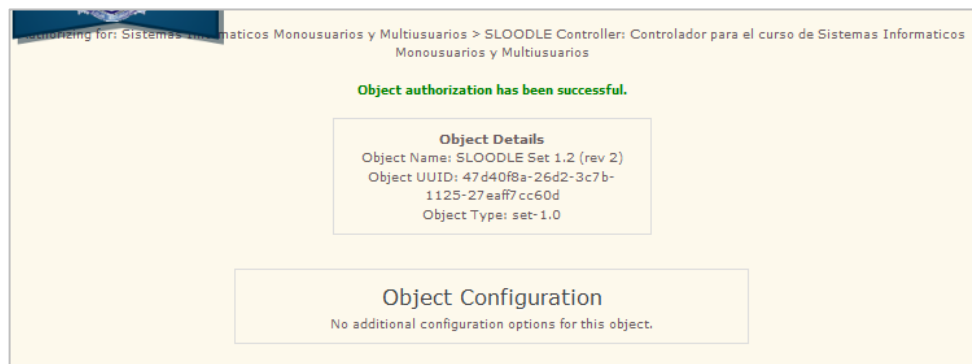 for: Sistemas Informaticos Monousuarios y Multiusuarios > SLOODLE Controller: Controlador para el curso de Sistemas Informaticos
Monousuarios y Multiusuarios
Object authorization has been successful.
Object Details
Object Name: SLOODLE Set 1.2 (rev 2)
Object UUID: 47d40f8a-26d2-3c7b-
1125-27eaff7cc60d
Object Type: set-1.0
Object Configuration
No additional configuration options for this object.